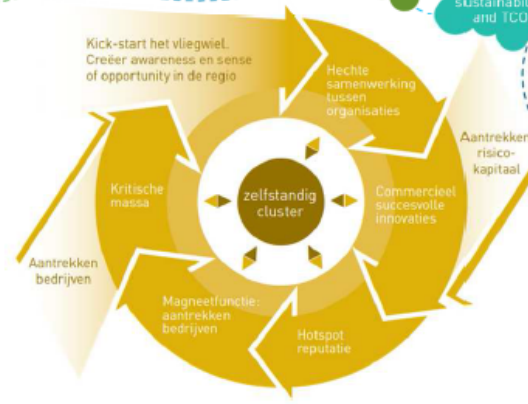 sustainabil
and TCO
Kick-start het vliegwiel.
Creëer awareness en sense
of opportunity in de regio
Hechte
samenwerking
tussen
organisaties
Aantrekken
risico-
kapitaal
Commercieel
succesvolle
innovaties
Hotspot
reputatie
Magneetfunctie:
aantrekken
bedrijven
Aantrekken
bedrijven
Kritische
massa
zelfstandig
cluster